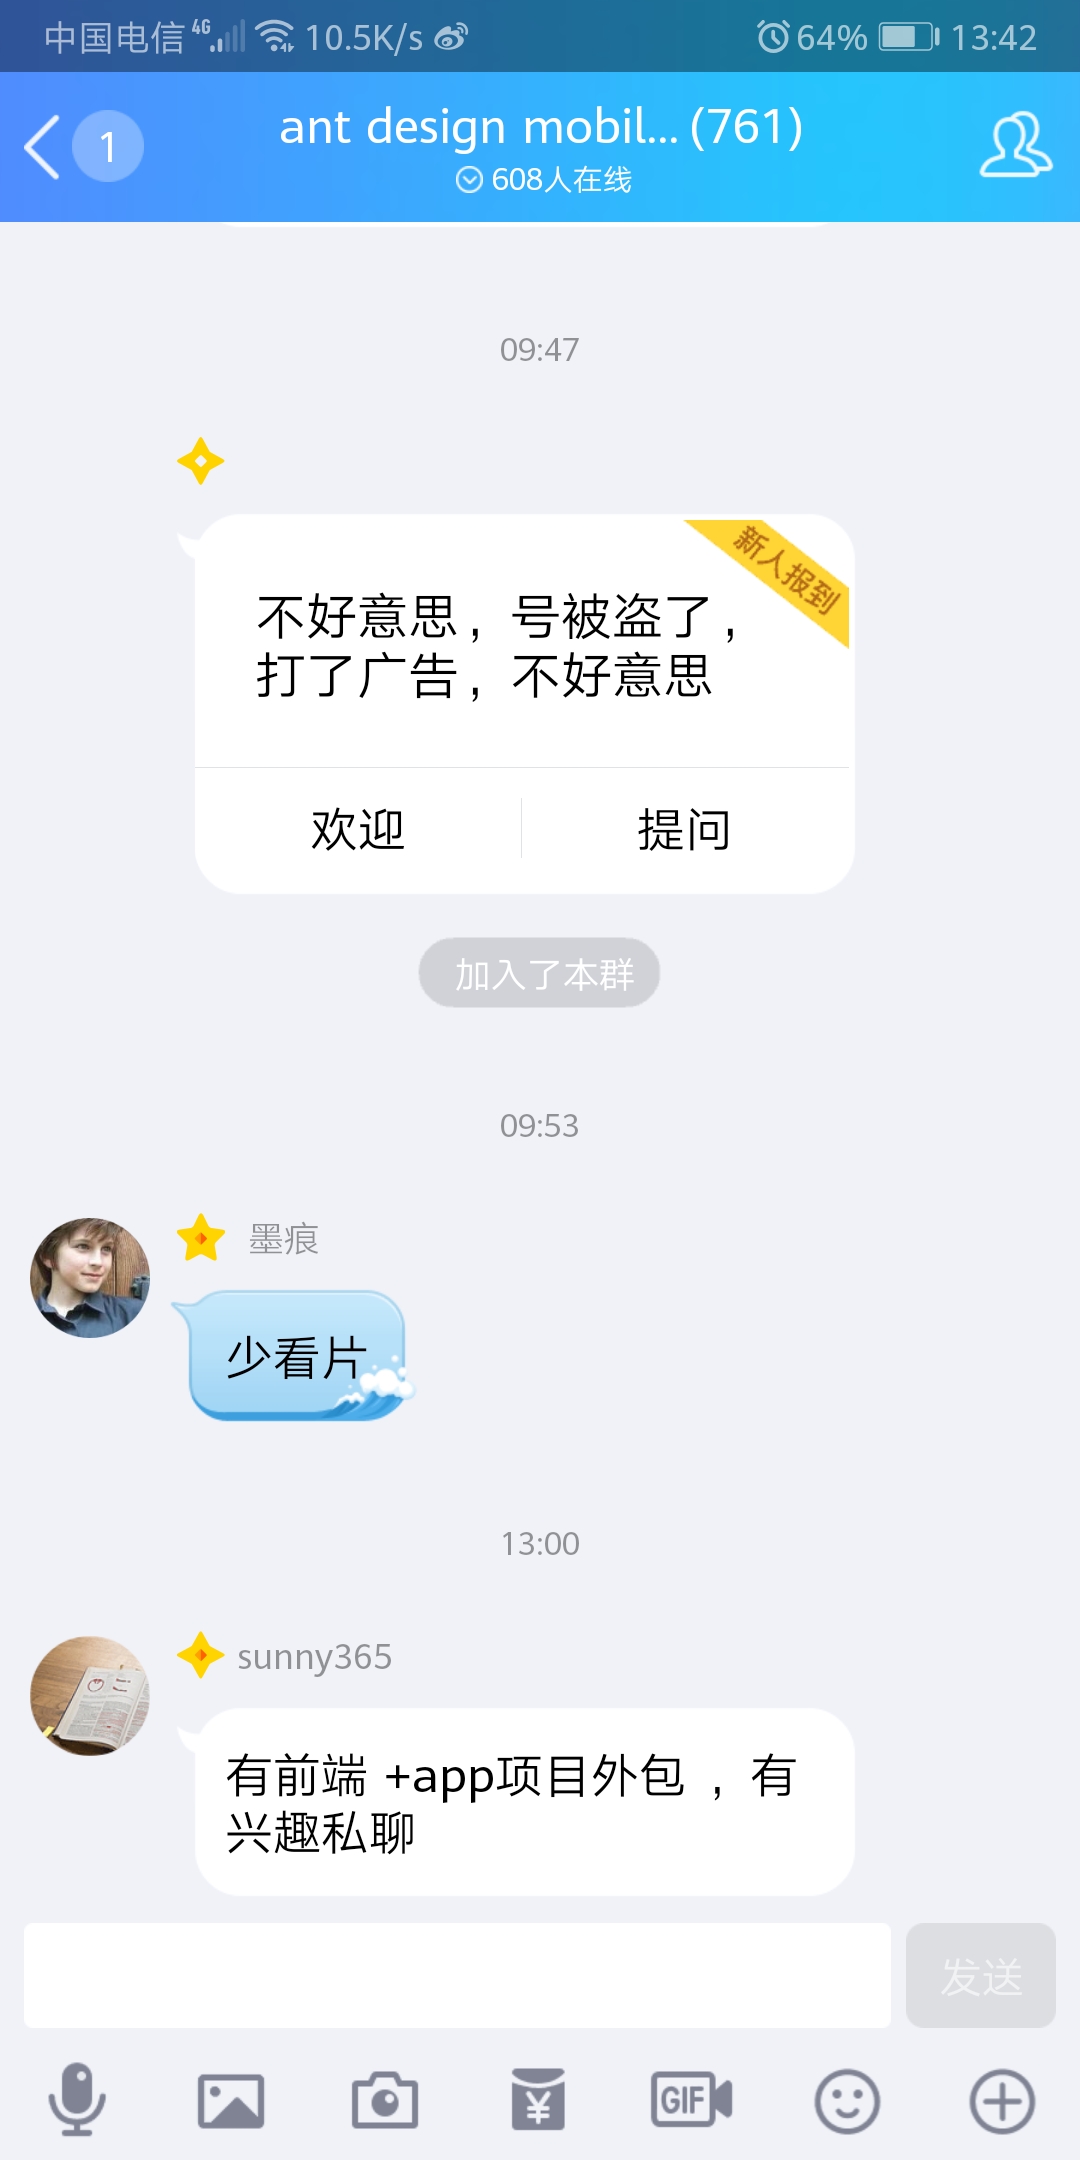 中国电信 4G 10.5K/s 64% 13:42
1
ant design mobil... (761)
608人在线
09:47
新人报到
不好意思，号被盗了，
打了广告，不好意思
欢迎 提问
加入了本群
09:53
墨痕
少看片
13:00
sunny365
有前端 +app项目外包 ，有
兴趣私聊
发送
¥
GIF